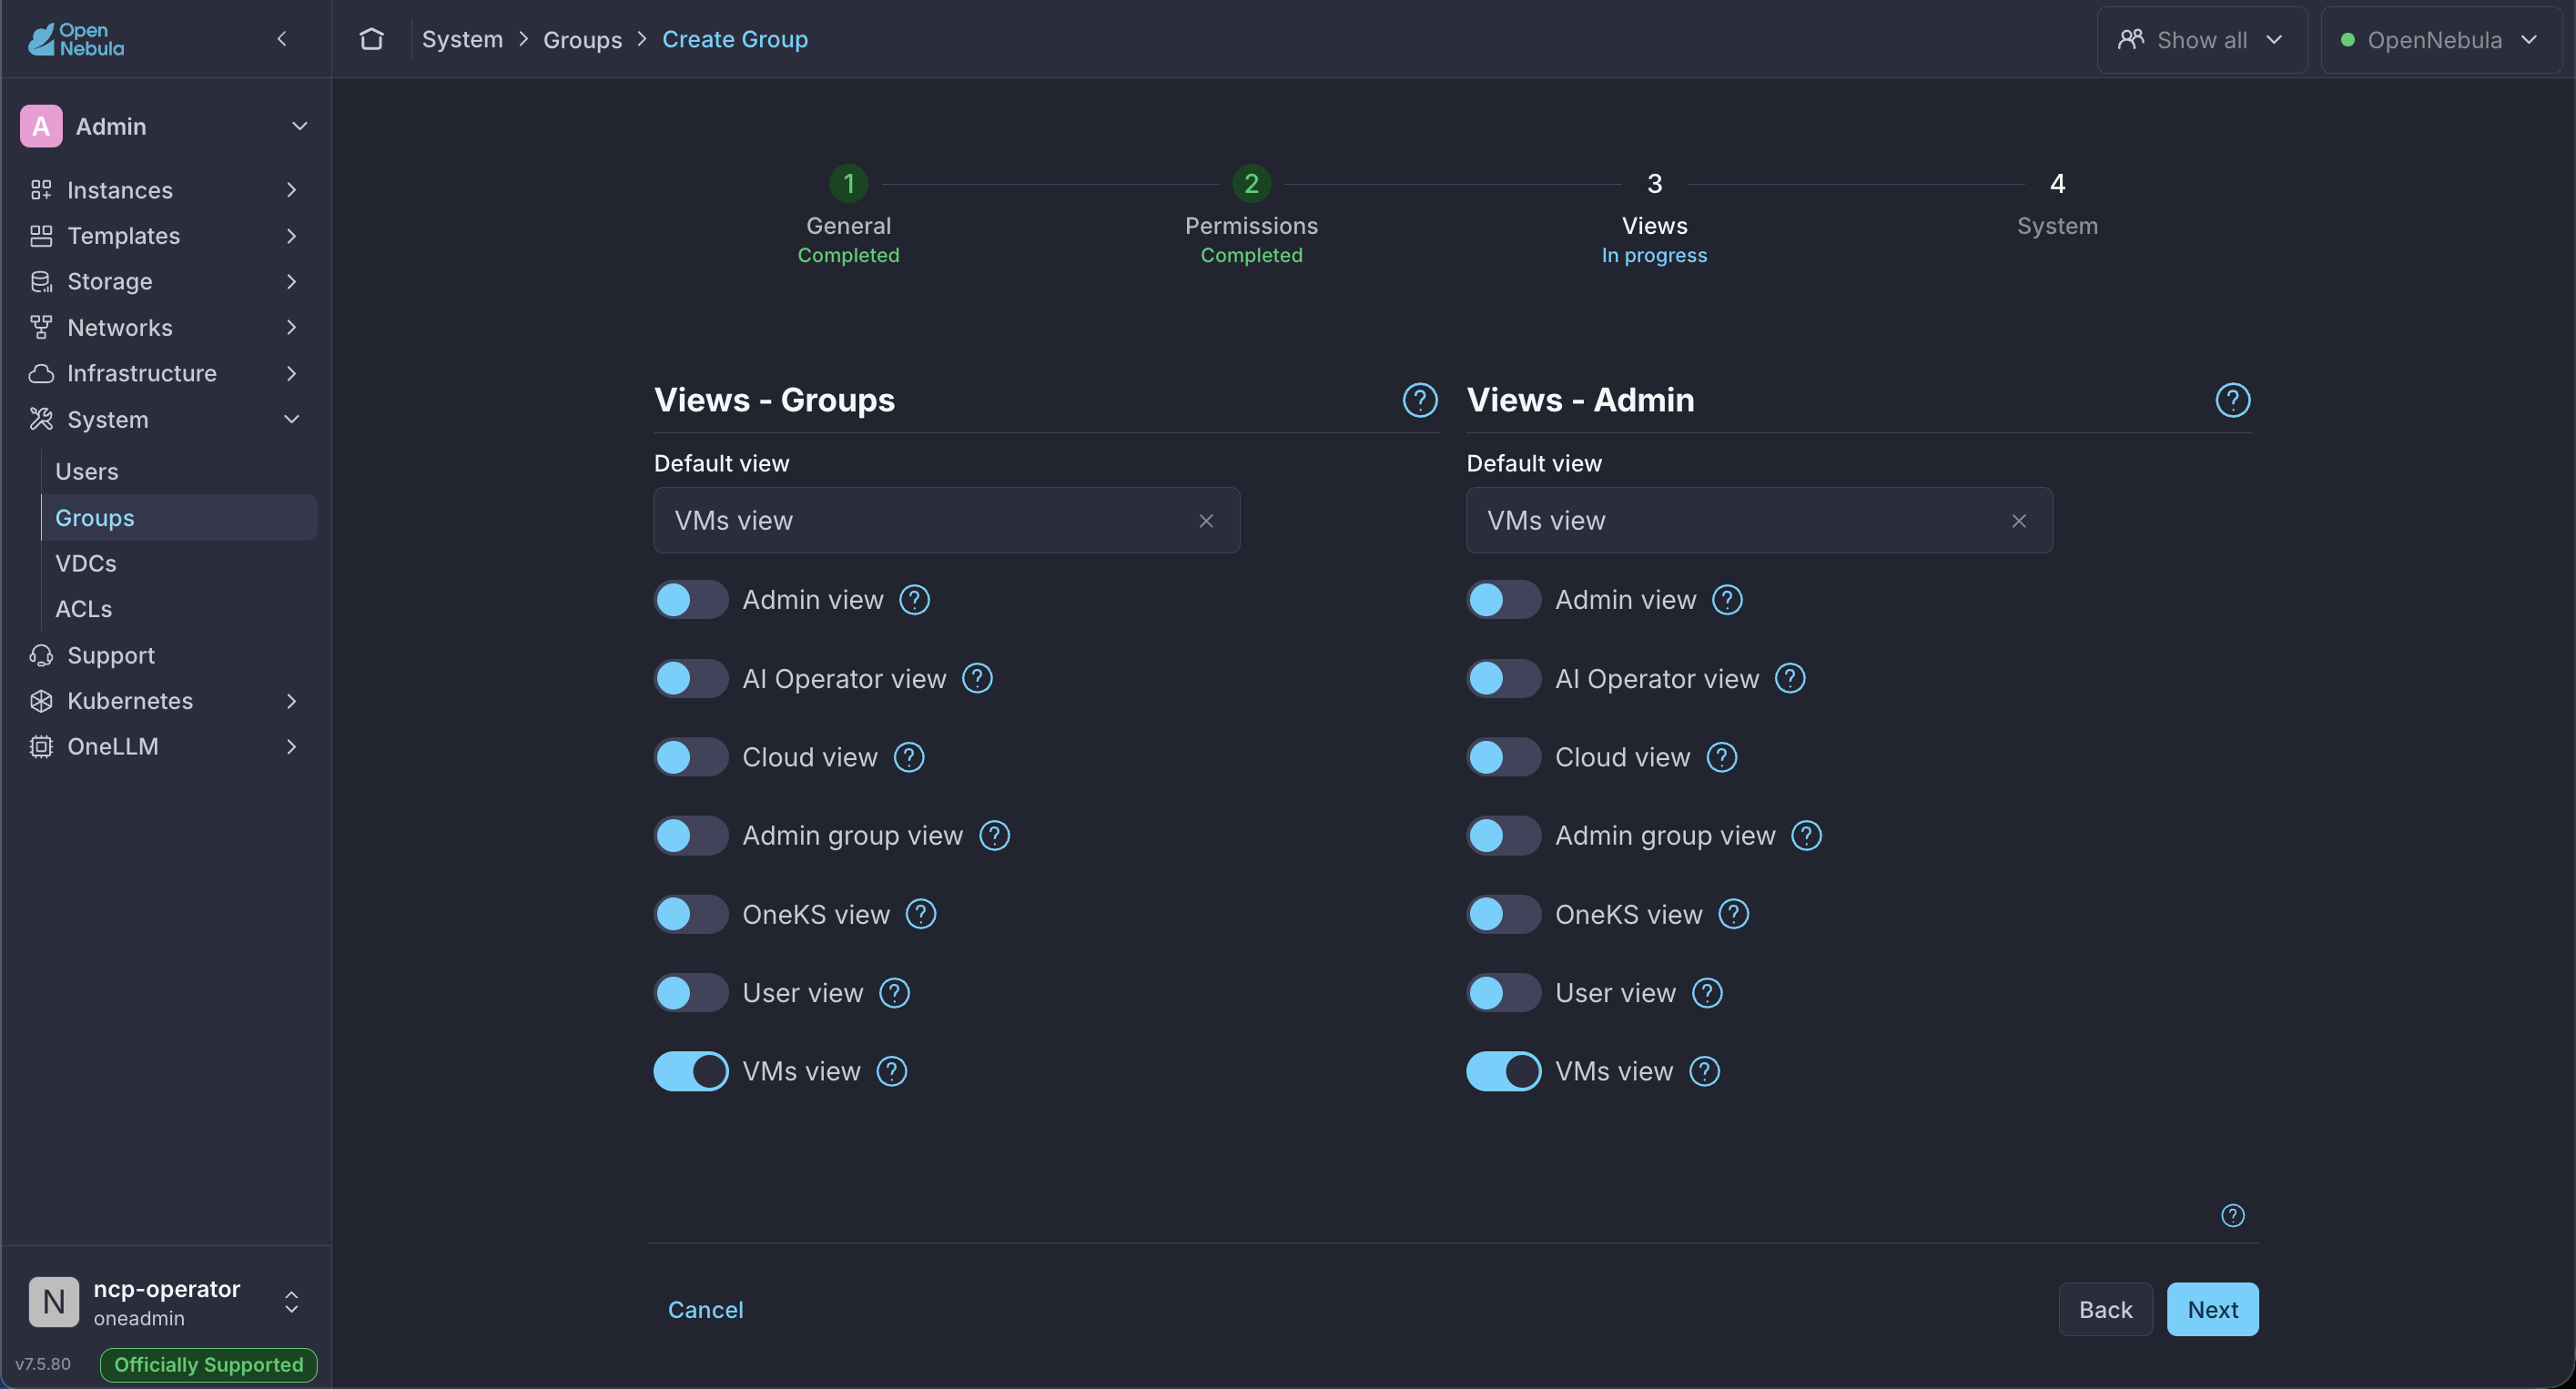 Open
Nebula
System > Groups > Create Group
Show all
OpenNebula
A Admin
Instances
Templates
Storage
Networks
Infrastructure
System
Users
Groups
VDCs
ACLs
Support
Kubernetes
OneLLM
N ncp-operator
oneadmin
v7.5.80 Officially Supported
1 2 3 4
General Permissions Views System
Completed Completed In progress
Views - Groups ?
Default view
VMs view
Admin view ?
AI Operator view ?
Cloud view ?
Admin group view ?
OneKS view ?
User view ?
VMs view ?
Views - Admin ?
Default view
VMs view
Admin view ?
AI Operator view ?
Cloud view ?
Admin group view ?
OneKS view ?
User view ?
VMs view ?
?
Cancel Back Next